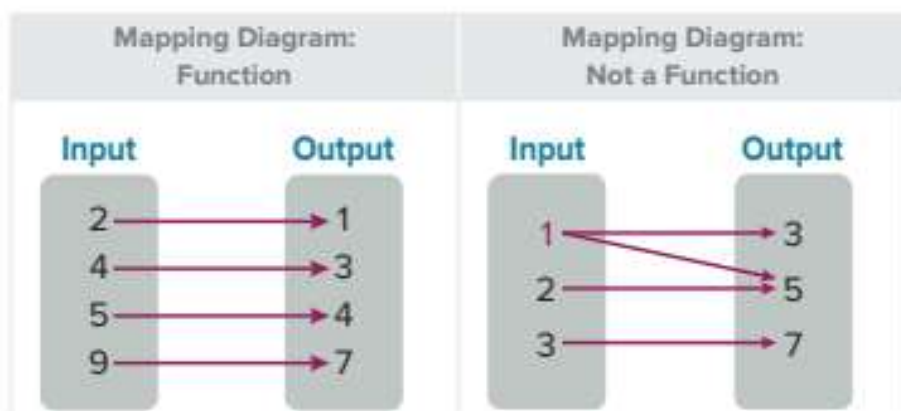 Mapping Diagram:
Function
Mapping Diagram:
Not a Function
Input Output
2 1
4 3
5 4
9 7
Input Output
1 3
2 5
3 7